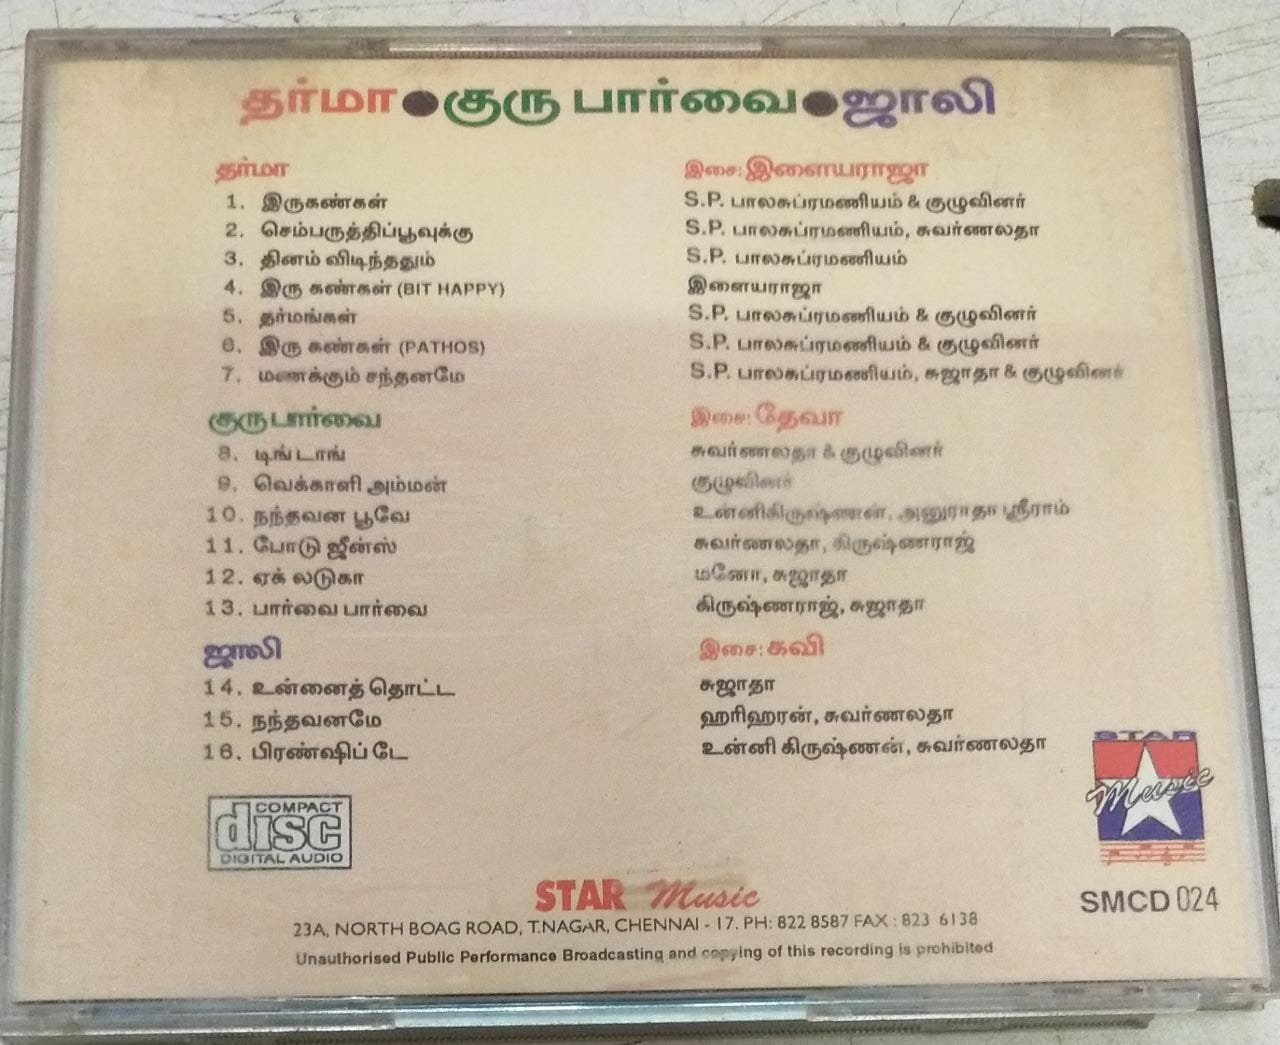 தர்மா●குரு பார்வை●ஜாலி
தர்மா இசை: இளையராஜா
1. இருகண்கள் S.P. பாலசுப்ரமணியம் & குழுவினர்
2. செம்பருத்திப்பூவுக்கு S.P. பாலசுப்ரமணியம், சுவர்ணலதா
3. தினம் விடிந்ததும் S.P. பாலசுப்ரமணியம்
4. இரு கண்கள் (BIT HAPPY) இளையராஜா
5. தர்மங்கள் S.P. பாலசுப்ரமணியம் & குழுவினர்
6. இரு கண்கள் (PATHOS) S.P. பாலசுப்ரமணியம் & குழுவினர்
7. மணக்கும் சந்தனமே S.P. பாலசுப்ரமணியம், சுஜாதா & குழுவினர்
குரு பார்வை இசை: தேவா
8. டிங் டாங் சுவர்ணலதா & குழுவினர்
9. வெக்காளி அம்மன் குழுவினர்
10. நந்தவன பூவே உன்னிகிருஷ்ணன், அனுராதா ஸ்ரீராம்
11. போடு ஜீன்ஸ் சுவர்ணலதா, கிருஷ்ணராஜ்
12. ஏக் லடுகா மனோ, சுஜாதா
13. பார்வை பார்வை கிருஷ்ணராஜ், சுஜாதா
ஜாலி இசை: கவி
14. உன்னைத் தொட்ட சுஜாதா
15. நந்தவனமே ஹரிஹரன், சுவர்ணலதா
16. பிரண்ஷிப் டே உன்னி கிருஷ்ணன், சுவர்ணலதா
STAR
Music
COMPACT
disc
DIGITAL AUDIO
STAR Music
SMCD 024
23A, NORTH BOAG ROAD, T.NAGAR, CHENNAI - 17. PH: 822 8587 FAX : 823 6138
Unauthorised Public Performance Broadcasting and copying of this recording is prohibited